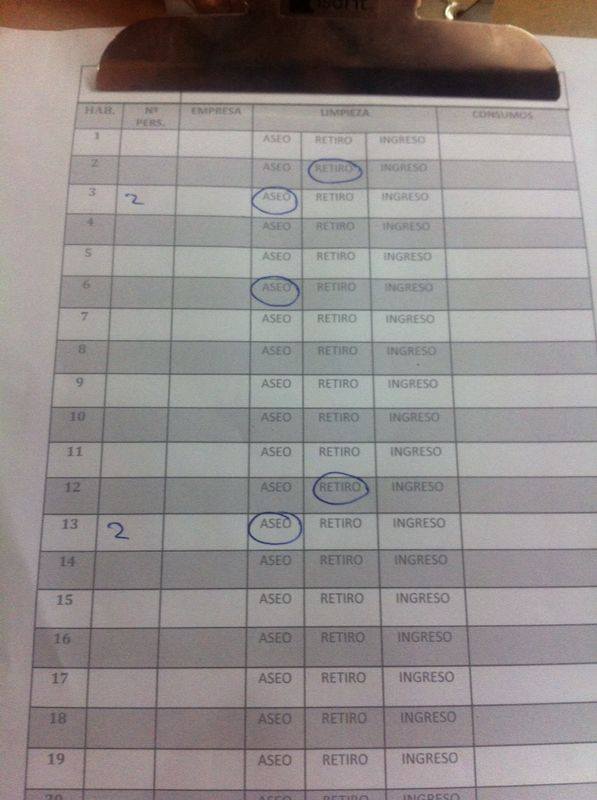 HAB. Nº PERS. EMPRESA LIMPIEZA CONSUMOS
1 ASEO RETIRO INGRESO
2 ASEO RETIRO INGRESO
3 2 ASEO RETIRO INGRESO
4 ASEO RETIRO INGRESO
5 ASEO RETIRO INGRESO
6 ASEO RETIRO INGRESO
7 ASEO RETIRO INGRESO
8 ASEO RETIRO INGRESO
9 ASEO RETIRO INGRESO
10 ASEO RETIRO INGRESO
11 ASEO RETIRO INGRESO
12 ASEO RETIRO INGRESO
13 2 ASEO RETIRO INGRESO
14 ASEO RETIRO INGRESO
15 ASEO RETIRO INGRESO
16 ASEO RETIRO INGRESO
17 ASEO RETIRO INGRESO
18 ASEO RETIRO INGRESO
19 ASEO RETIRO INGRESO
20 ASEO RETIRO INGRESO